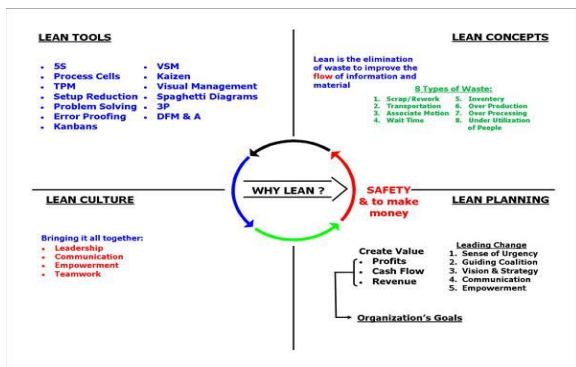 LEAN TOOLS
• 5S
• Process Cells
• TPM
• Setup Reduction
• Problem Solving
• Error Proofing
• Kanbans
• VSM
• Kaizen
• Visual Management
• Spaghetti Diagrams
• 3P
• DFM & A
LEAN CONCEPTS
Lean is the elimination
of waste to improve the
flow of information and
material
8 Types of Waste:
1. Scrap/Rework
2. Transportation
3. Associate Motion
4. Wait Time
5. Inventory
6. Over Production
7. Over Processing
8. Under Utilization
of People
WHY LEAN ?
SAFETY
& to make
money
LEAN CULTURE
Bringing it all together:
• Leadership
• Communication
• Empowerment
• Teamwork
LEAN PLANNING
Create Value
• Profits
• Cash Flow
• Revenue
Organization's Goals
Leading Change
1. Sense of Urgency
2. Guiding Coalition
3. Vision & Strategy
4. Communication
5. Empowerment